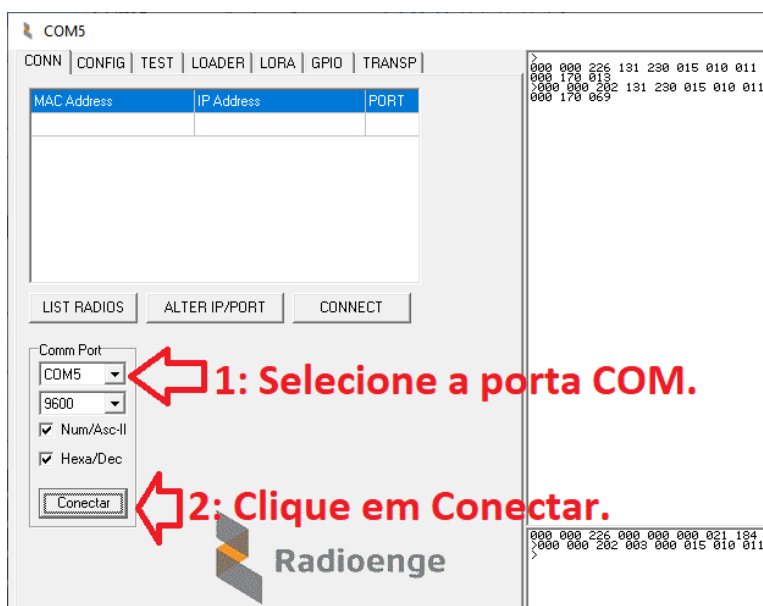 COM5
CONN CONFIG TEST LOADER LORA GPIO TRANSP
MAC Address IP Address PORT
LIST RADIOS ALTER IP/PORT CONNECT
Comm Port
COM5
1: Selecione a porta COM.
9600
Num/Asc-II
Hexa/Dec
Conectar
2: Clique em Conectar.
Radioenge
>
000 000 226 131 230 015 010 011
000 170 013
>000 000 202 131 230 015 010 011
000 170 069
000 000 226 000 000 000 021 184
>000 000 202 003 000 015 010 011
>